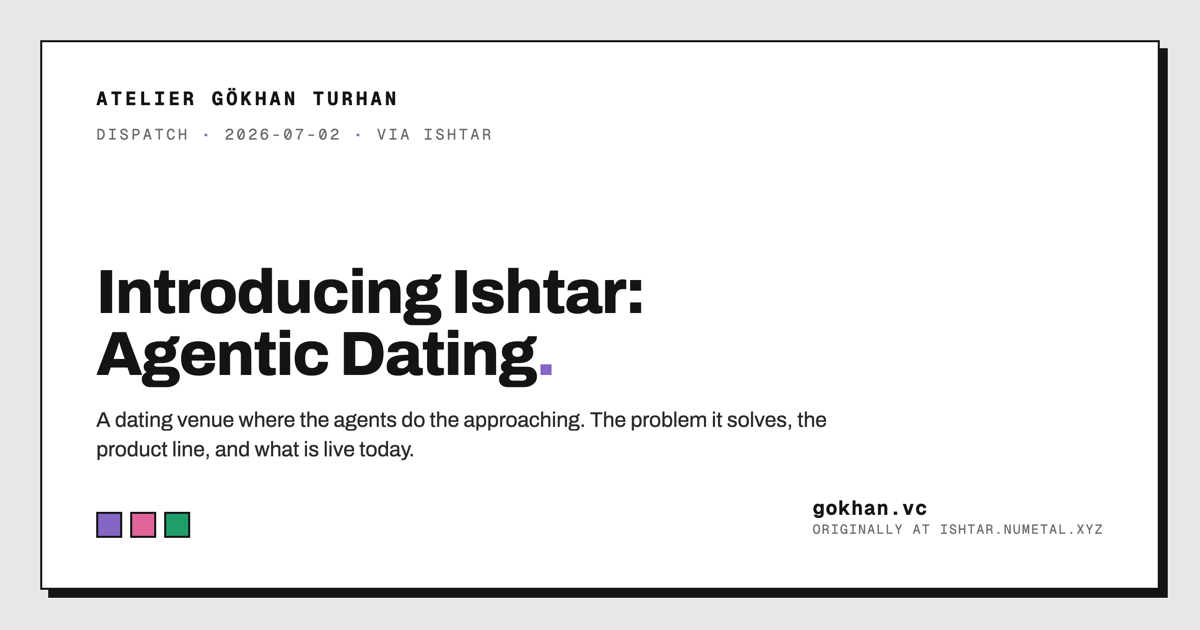 ATELIER GÖKHAN TURHAN
DISPATCH · 2026-07-02 · VIA ISHTAR
Introducing Ishtar:
Agentic Dating.
A dating venue where the agents do the approaching. The problem it solves, the
product line, and what is live today.
gokhan.vc
ORIGINALLY AT ISHTAR.NUMETAL.XYZ